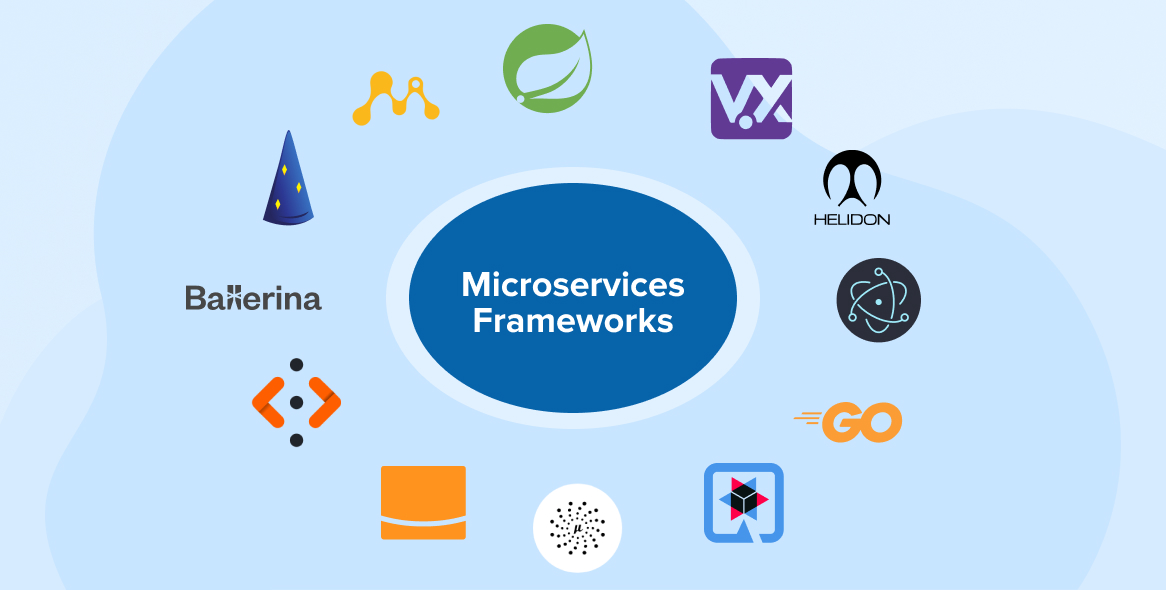 V.X
HELIDON
Microservices
Frameworks
Ballerina
GO
μ